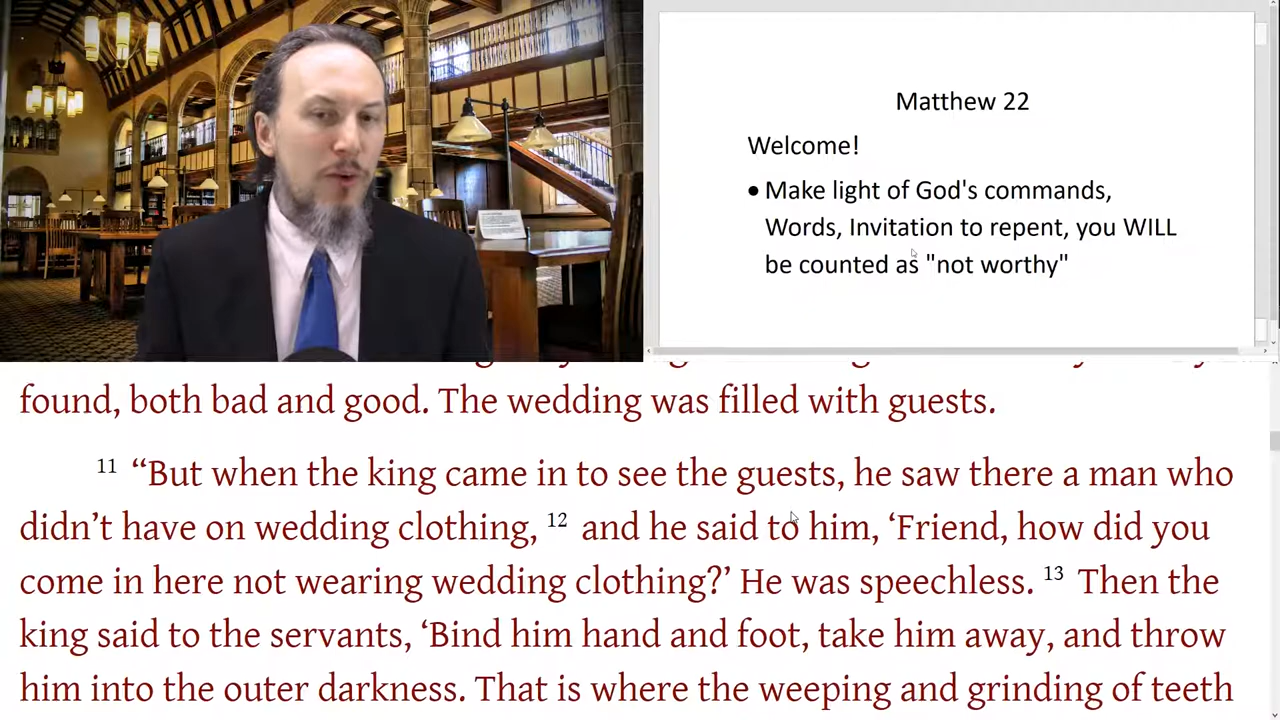 Matthew 22
Welcome!
• Make light of God's commands,
Words, Invitation to repent, you WILL
be counted as "not worthy"
found, both bad and good. The wedding was filled with guests.
11 “But when the king came in to see the guests, he saw there a man who
didn’t have on wedding clothing, 12 and he said to him, ‘Friend, how did you
come in here not wearing wedding clothing?’ He was speechless. 13 Then the
king said to the servants, ‘Bind him hand and foot, take him away, and throw
him into the outer darkness. That is where the weeping and grinding of teeth